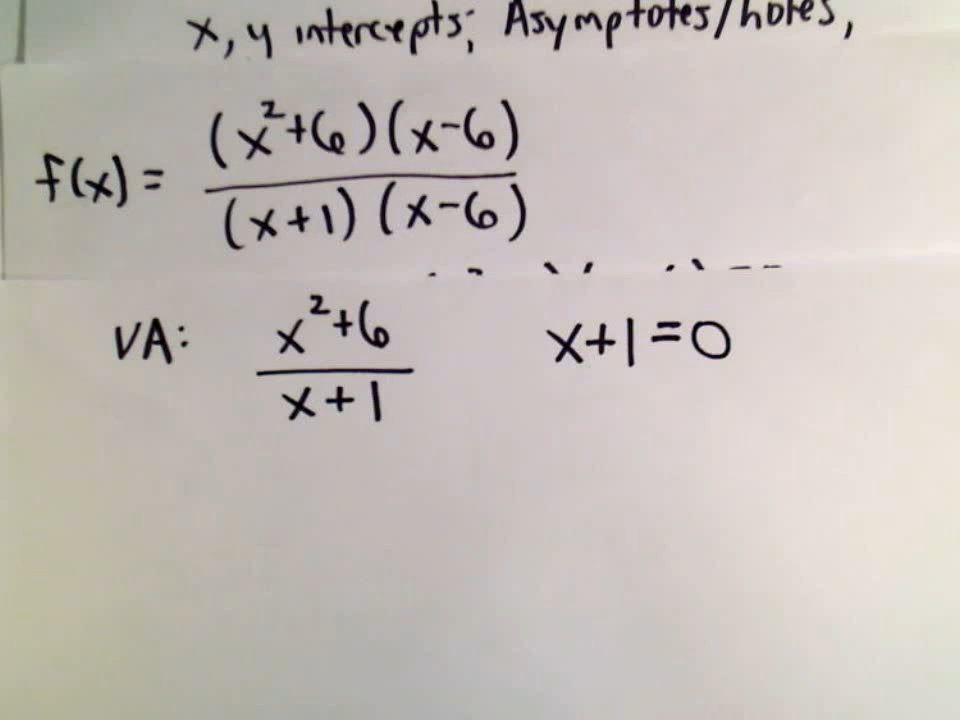 x, y intercepts; Asymptotes/holes,
f(x) = (x²+6)(x-6) / (x+1)(x-6)
VA: x²+6 / x+1 x+1=0